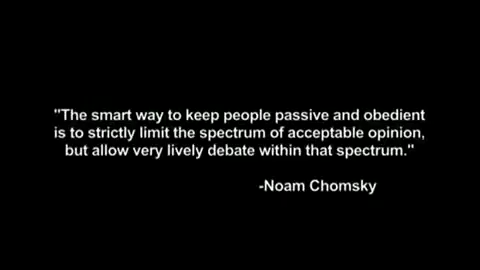 "The smart way to keep people passive and obedient
is to strictly limit the spectrum of acceptable opinion,
but allow very lively debate within that spectrum."
-Noam Chomsky